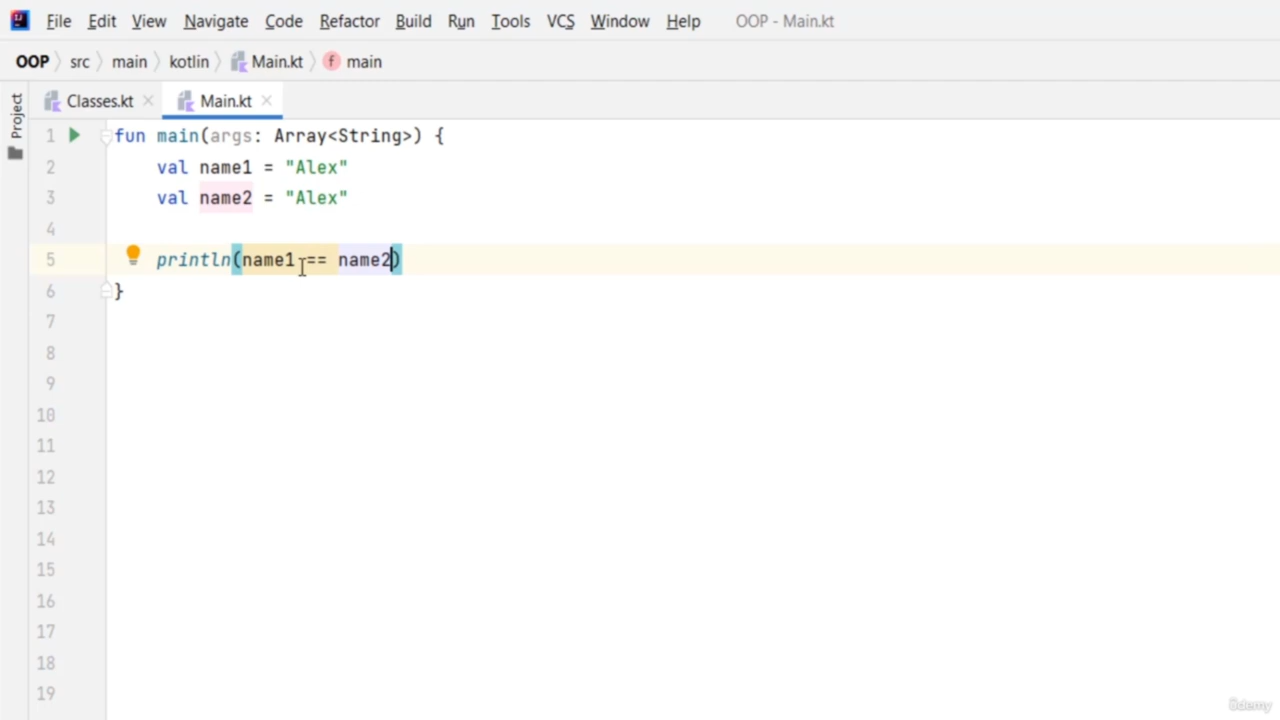 File Edit View Navigate Code Refactor Build Run Tools VCS Window Help OOP - Main.kt
OOP src main kotlin Main.kt f main
Classes.kt Main.kt
Project
1 fun main(args: Array<String>) {
2 val name1 = "Alex"
3 val name2 = "Alex"
4
5 println(name1 == name2)
6 }
7
8
9
10
11
12
13
14
15
16
17
18
19
ûdemy